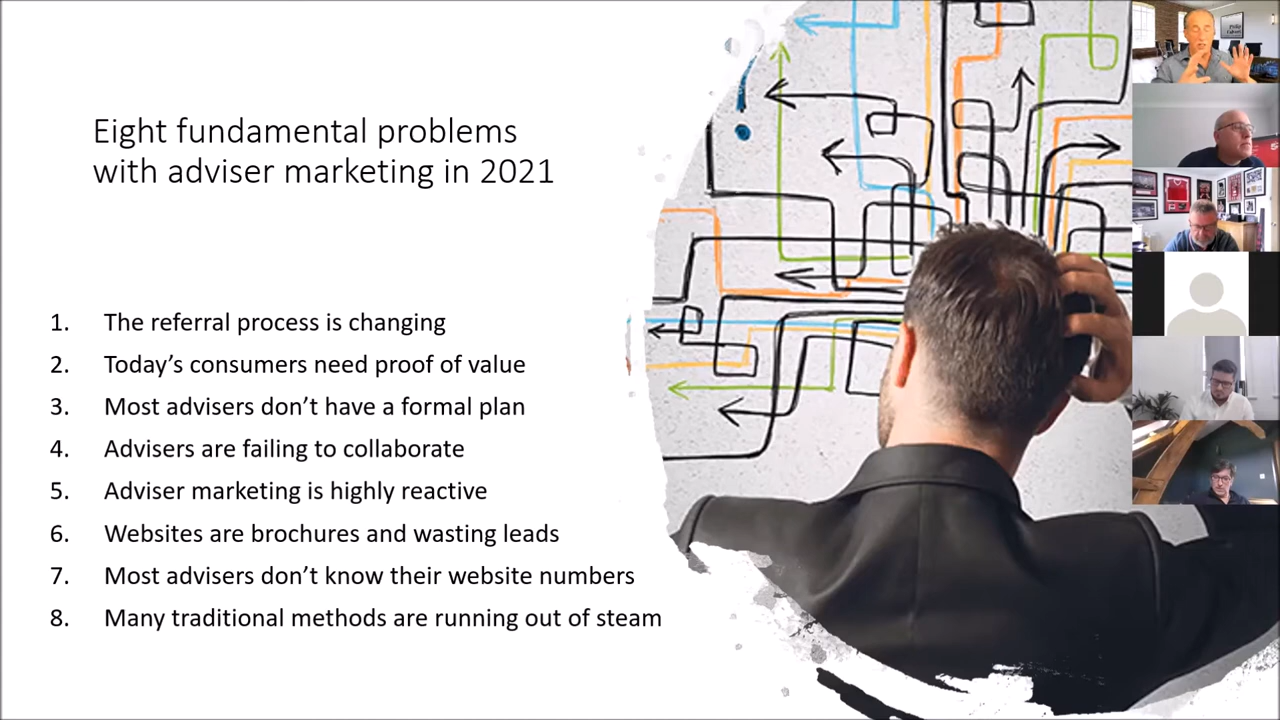 Eight fundamental problems
with adviser marketing in 2021
1. The referral process is changing
2. Today’s consumers need proof of value
3. Most advisers don’t have a formal plan
4. Advisers are failing to collaborate
5. Adviser marketing is highly reactive
6. Websites are brochures and wasting leads
7. Most advisers don’t know their website numbers
8. Many traditional methods are running out of steam